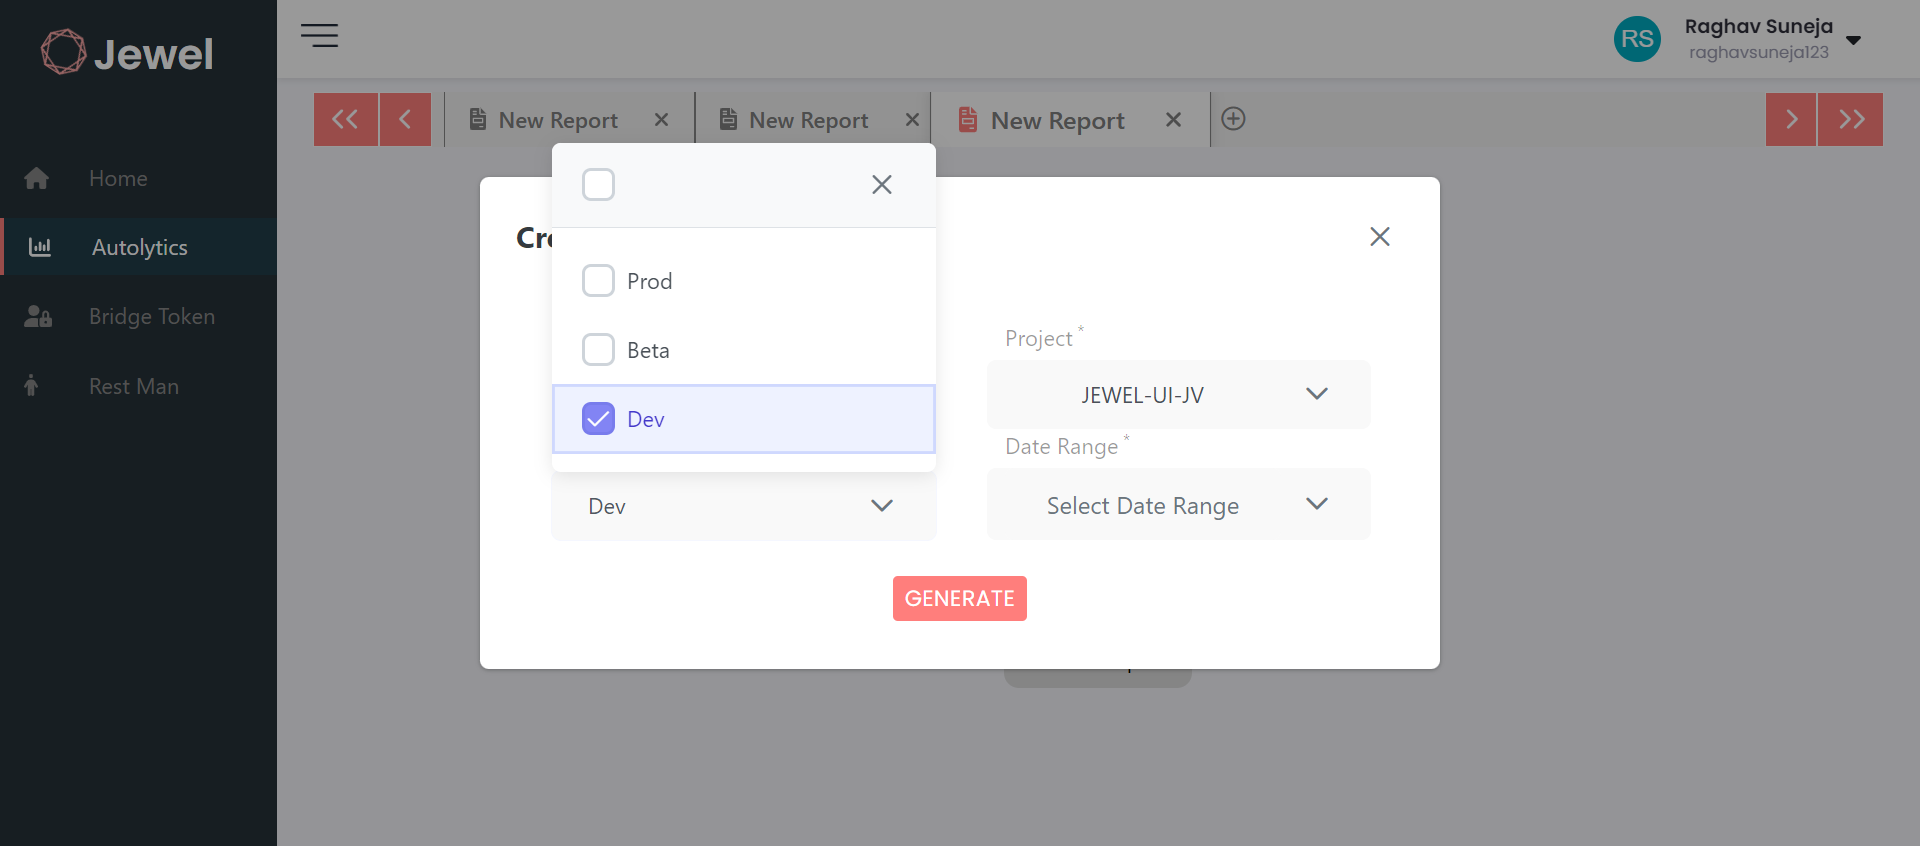 Jewel
Home
Autolytics
Bridge Token
Rest Man
RS
Raghav Suneja
raghavsuneja123
New Report
New Report
New Report
Prod
Beta
Dev
Dev
Project *
JEWEL-UI-JV
Date Range *
Select Date Range
GENERATE